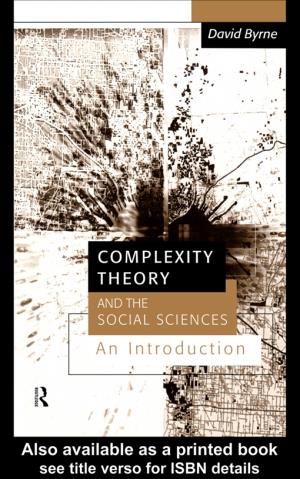 David Byrne
COMPLEXITY
THEORY
AND THE
SOCIAL SCIENCES
An Introduction
Also available as a printed book
see title verso for ISBN details